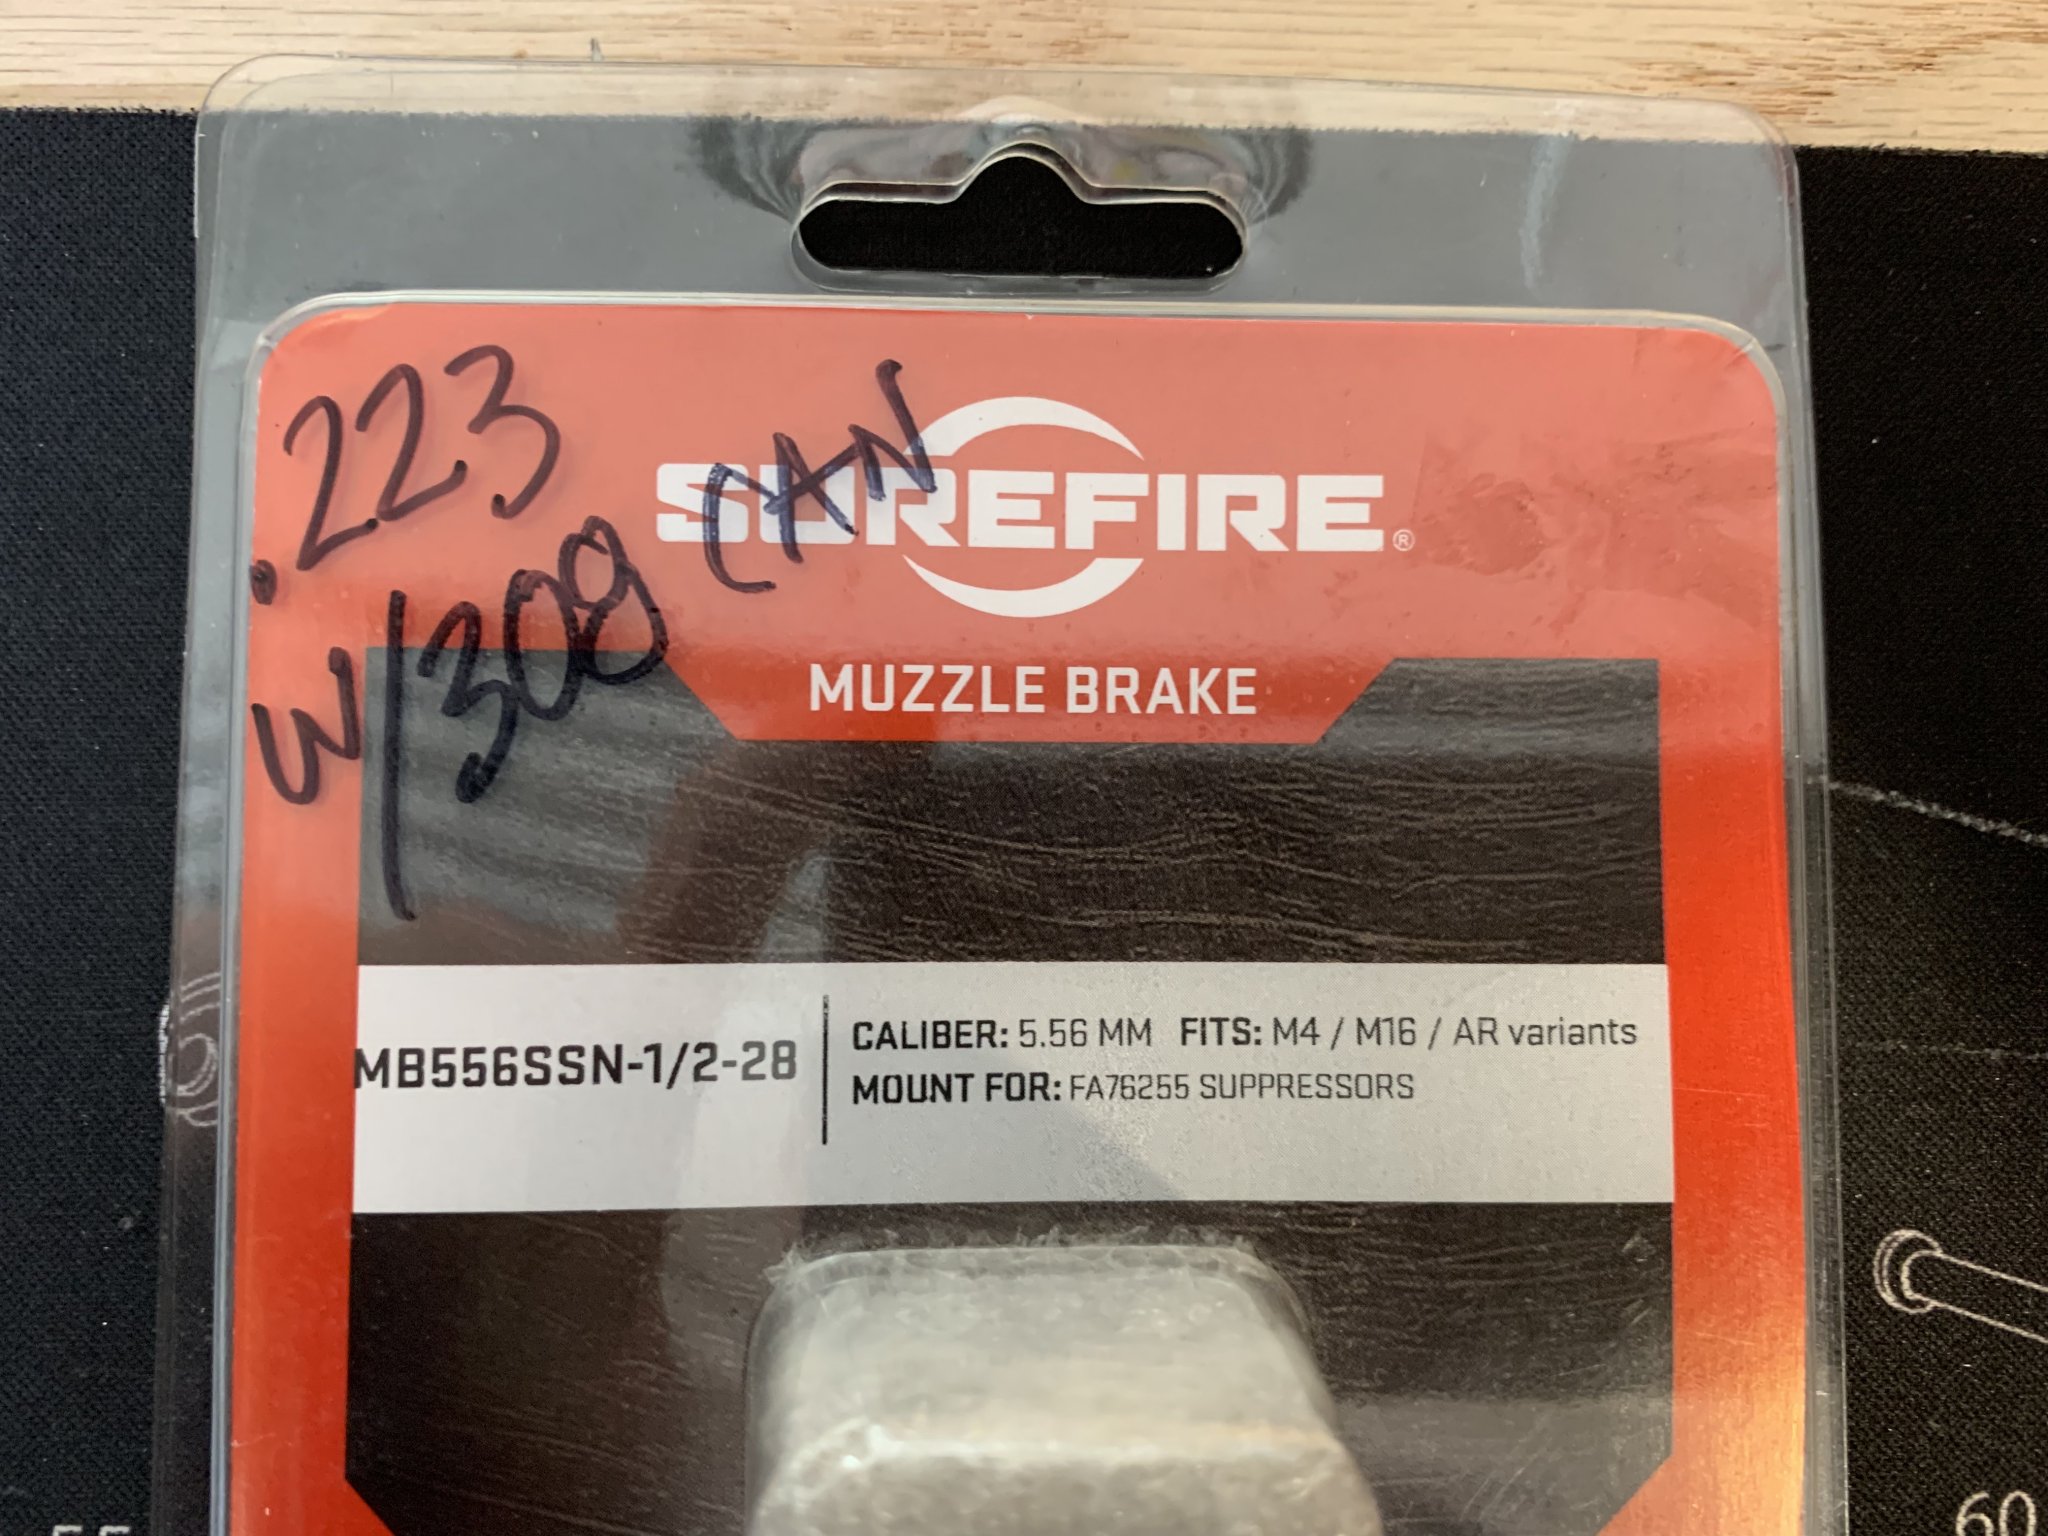 .223
W/308 CAN
SUREFIRE®
MUZZLE BRAKE
MB556SSN-1/2-28
CALIBER: 5.56 MM FITS: M4 / M16 / AR variants
MOUNT FOR: FA76255 SUPPRESSORS
60